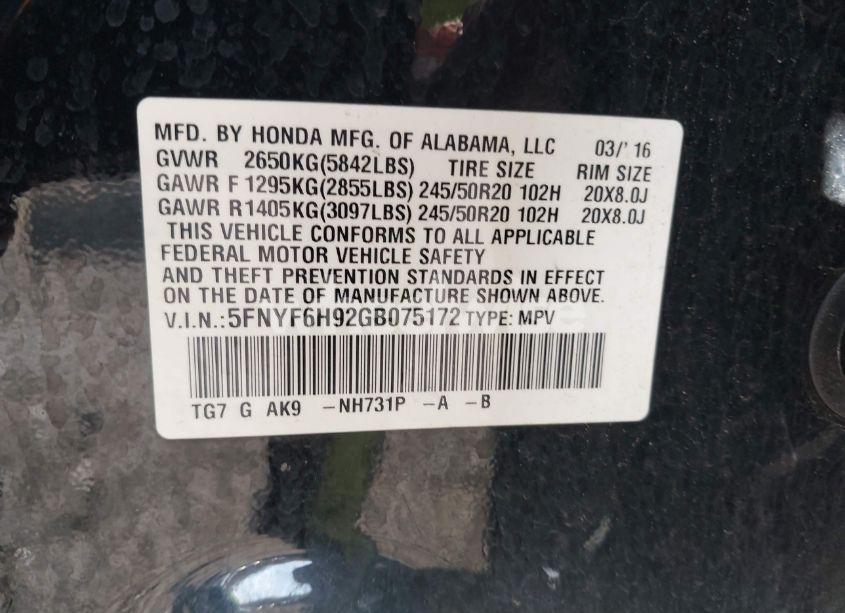 MFD. BY HONDA MFG. OF ALABAMA, LLC 03/' 16
GVWR 2650KG(5842LBS) TIRE SIZE RIM SIZE
GAWR F 1295KG(2855LBS) 245/50R20 102H 20X8.0J
GAWR R1405KG(3097LBS) 245/50R20 102H 20X8.0J
THIS VEHICLE CONFORMS TO ALL APPLICABLE
FEDERAL MOTOR VEHICLE SAFETY
AND THEFT PREVENTION STANDARDS IN EFFECT
ON THE DATE OF MANUFACTURE SHOWN ABOVE.
V.I.N.: 5FNYF6H92GB075172 TYPE: MPV
TG7 G AK9 -NH731P -A -B